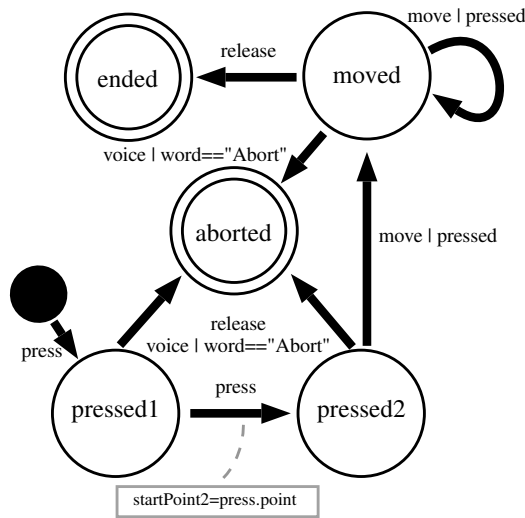 move | pressed
release
ended
moved
voice | word=="Abort"
aborted
move | pressed
release
voice | word=="Abort"
press
press
pressed1
pressed2
startPoint2=press.point